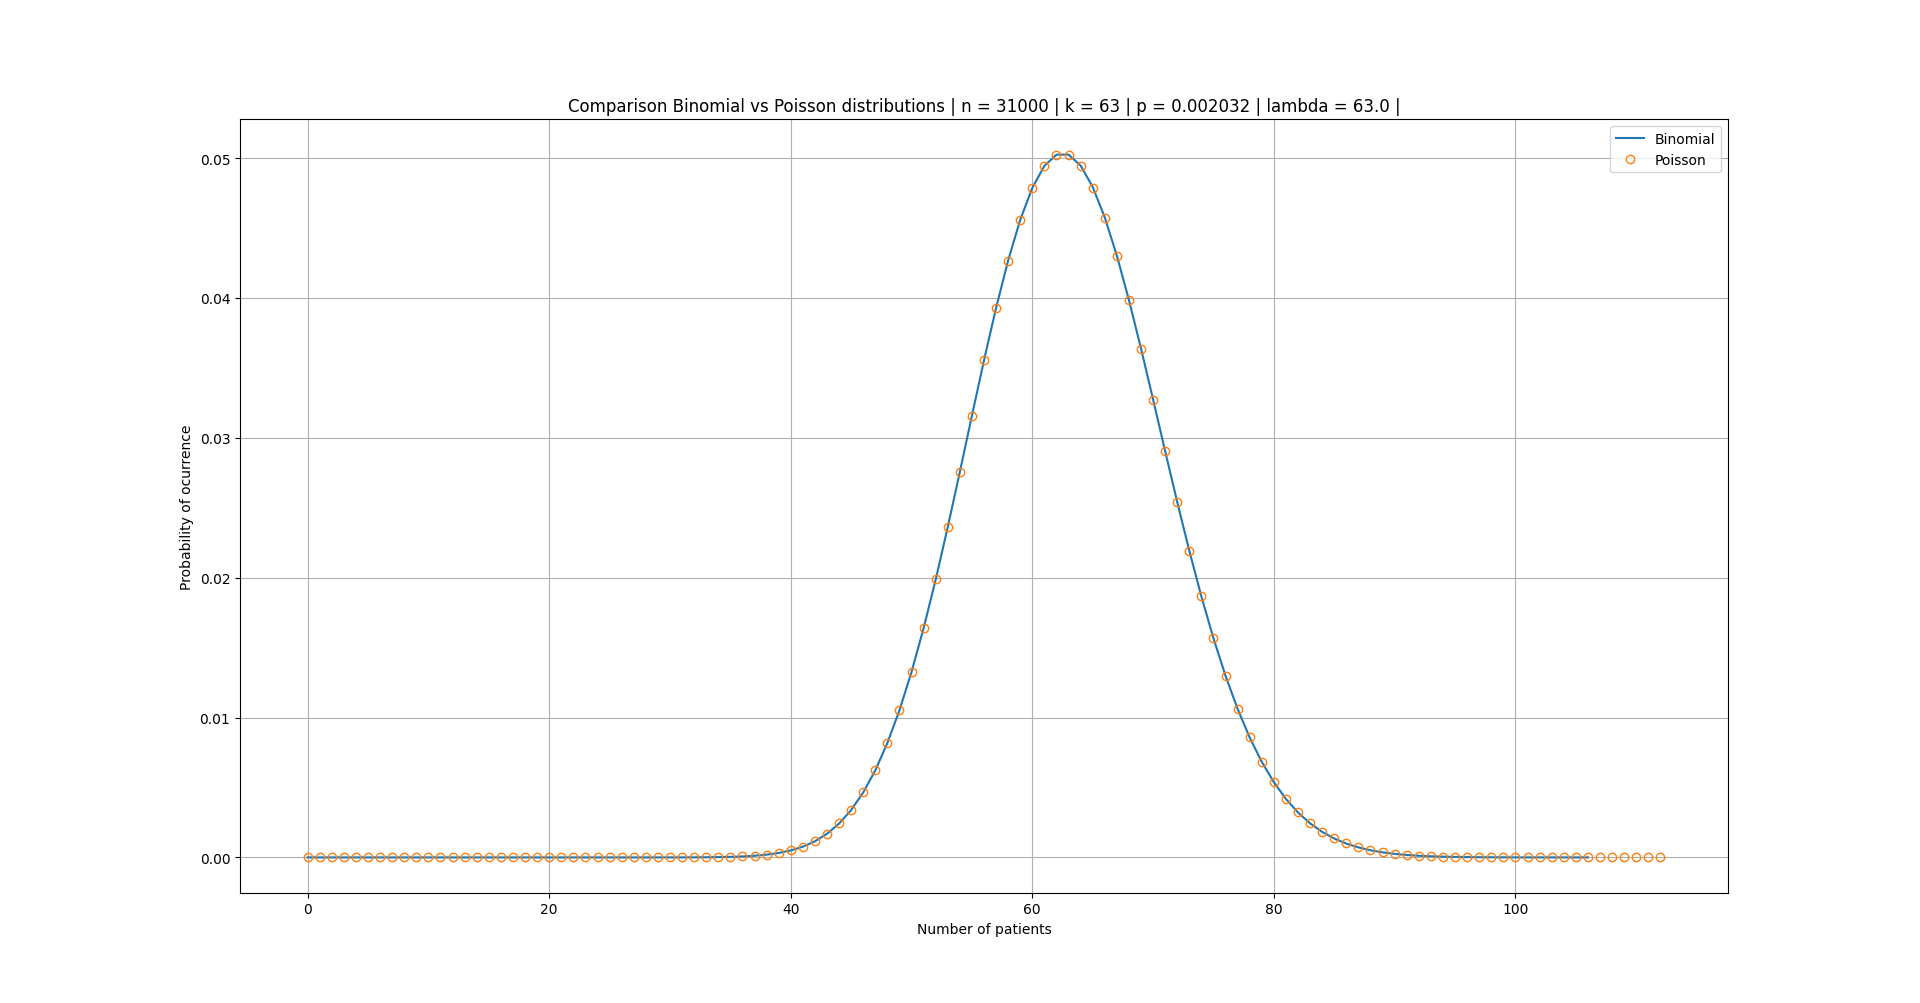 Comparison Binomial vs Poisson distributions | n = 31000 | k = 63 | p = 0.002032 | lambda = 63.0 |
Binomial
Poisson
0.05
0.04
0.03
0.02
0.01
0.00
Probability of ocurrence
0 20 40 60 80 100
Number of patients